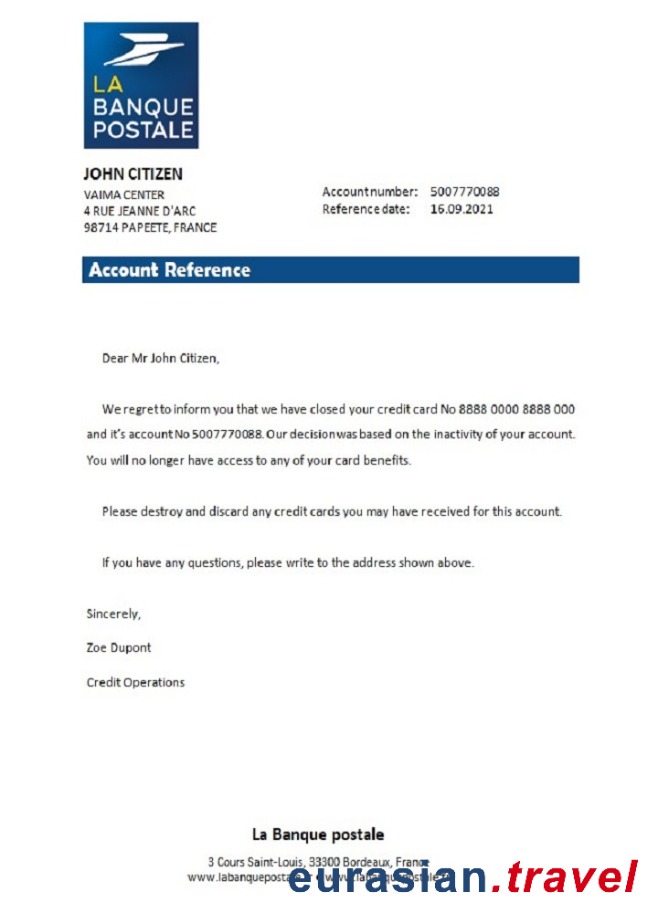 LA
BANQUE
POSTALE
JOHN CITIZEN
VAIMA CENTER
4 RUE JEANNE D'ARC
98714 PAPEETE, FRANCE
Account number: 5007770088
Reference date: 16.09.2021
Account Reference
Dear Mr John Citizen,
We regret to inform you that we have closed your credit card No 8888 0000 8888 000
and it's account No 5007770088. Our decision was based on the inactivity of your account.
You will no longer have access to any of your card benefits.
Please destroy and discard any credit cards you may have received for this account.
If you have any questions, please write to the address shown above.
Sincerely,
Zoe Dupont
Credit Operations
La Banque postale
3 Cours Saint-Louis, 33300 Bordeaux, France
eurasian.travel